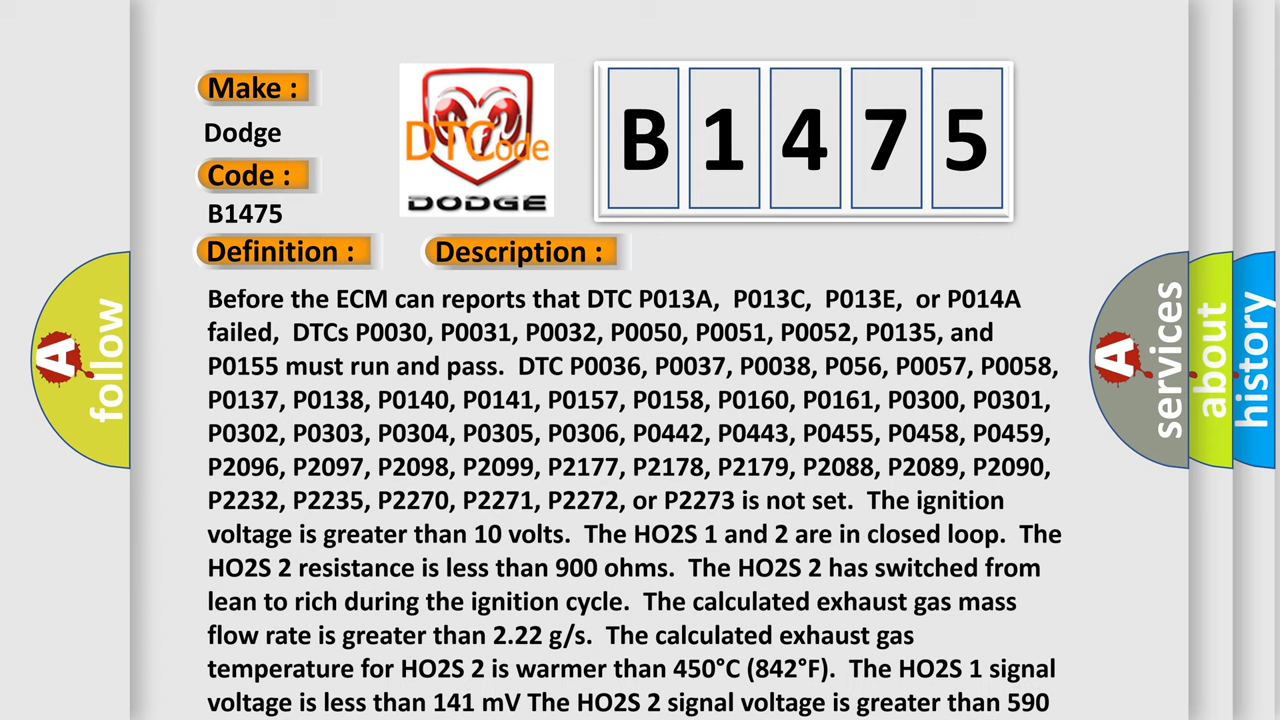 Make :
Dodge
Code :
B1475
DTCode
DODGE
B 1 4 7 5
Definition :
Description :
Before the ECM can reports that DTC P013A, P013C, P013E, or P014A
failed, DTCs P0030, P0031, P0032, P0050, P0051, P0052, P0135, and
P0155 must run and pass. DTC P0036, P0037, P0038, P056, P0057, P0058,
P0137, P0138, P0140, P0141, P0157, P0158, P0160, P0161, P0300, P0301,
P0302, P0303, P0304, P0305, P0306, P0442, P0443, P0455, P0458, P0459,
P2096, P2097, P2098, P2099, P2177, P2178, P2179, P2088, P2089, P2090,
P2232, P2235, P2270, P2271, P2272, or P2273 is not set. The ignition
voltage is greater than 10 volts. The HO2S 1 and 2 are in closed loop. The
HO2S 2 resistance is less than 900 ohms. The HO2S 2 has switched from
lean to rich during the ignition cycle. The calculated exhaust gas mass
flow rate is greater than 2.22 g/s. The calculated exhaust gas
temperature for HO2S 2 is warmer than 450°C (842°F). The HO2S 1 signal
voltage is less than 141 mV The HO2S 2 signal voltage is greater than 590
A
follow
A
services
about
history